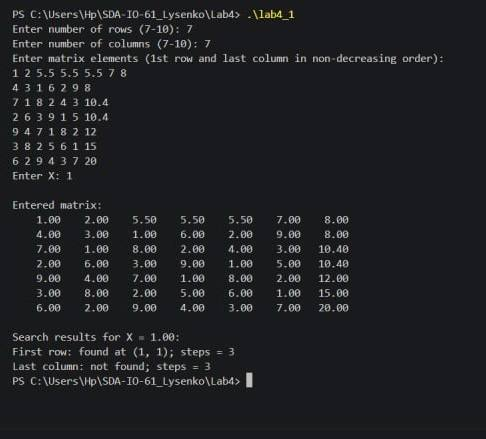 PS C:\Users\Hp\SDA-IO-61_Lysenko\Lab4> .\lab4_1
Enter number of rows (7-10): 7
Enter number of columns (7-10): 7
Enter matrix elements (1st row and last column in non-decreasing order):
1 2 5.5 5.5 5.5 7 8
4 3 1 6 2 9 8
7 1 8 2 4 3 10.4
2 6 3 9 1 5 10.4
9 4 7 1 8 2 12
3 8 2 5 6 1 15
6 2 9 4 3 7 20
Enter X: 1
Entered matrix:
1.00 2.00 5.50 5.50 5.50 7.00 8.00
4.00 3.00 1.00 6.00 2.00 9.00 8.00
7.00 1.00 8.00 2.00 4.00 3.00 10.40
2.00 6.00 3.00 9.00 1.00 5.00 10.40
9.00 4.00 7.00 1.00 8.00 2.00 12.00
3.00 8.00 2.00 5.00 6.00 1.00 15.00
6.00 2.00 9.00 4.00 3.00 7.00 20.00
Search results for X = 1.00:
First row: found at (1, 1); steps = 3
Last column: not found; steps = 3
PS C:\Users\Hp\SDA-IO-61_Lysenko\Lab4>